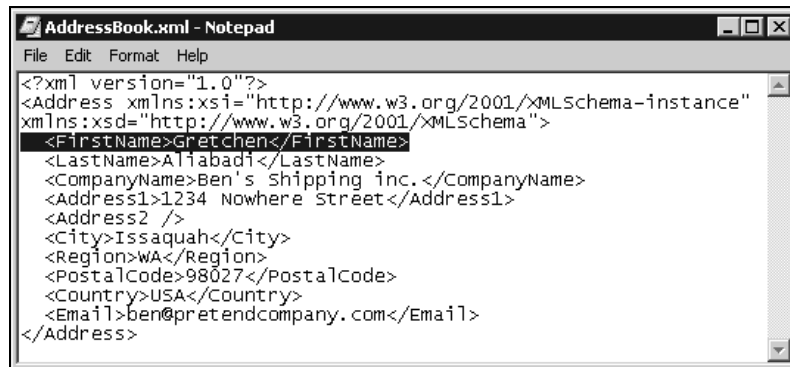 AddressBook.xml - Notepad
File Edit Format Help
<?xml version="1.0"?>
<Address xmlns:xsi="http://www.w3.org/2001/XMLSchema-instance"
xmlns:xsd="http://www.w3.org/2001/XMLSchema">
  <FirstName>Gretchen</FirstName>
  <LastName>Aliabadi</LastName>
  <CompanyName>Ben's Shipping inc.</CompanyName>
  <Address1>1234 Nowhere Street</Address1>
  <Address2 />
  <City>Issaquah</City>
  <Region>WA</Region>
  <PostalCode>98027</PostalCode>
  <Country>USA</Country>
  <Email>ben@pretendcompany.com</Email>
</Address>